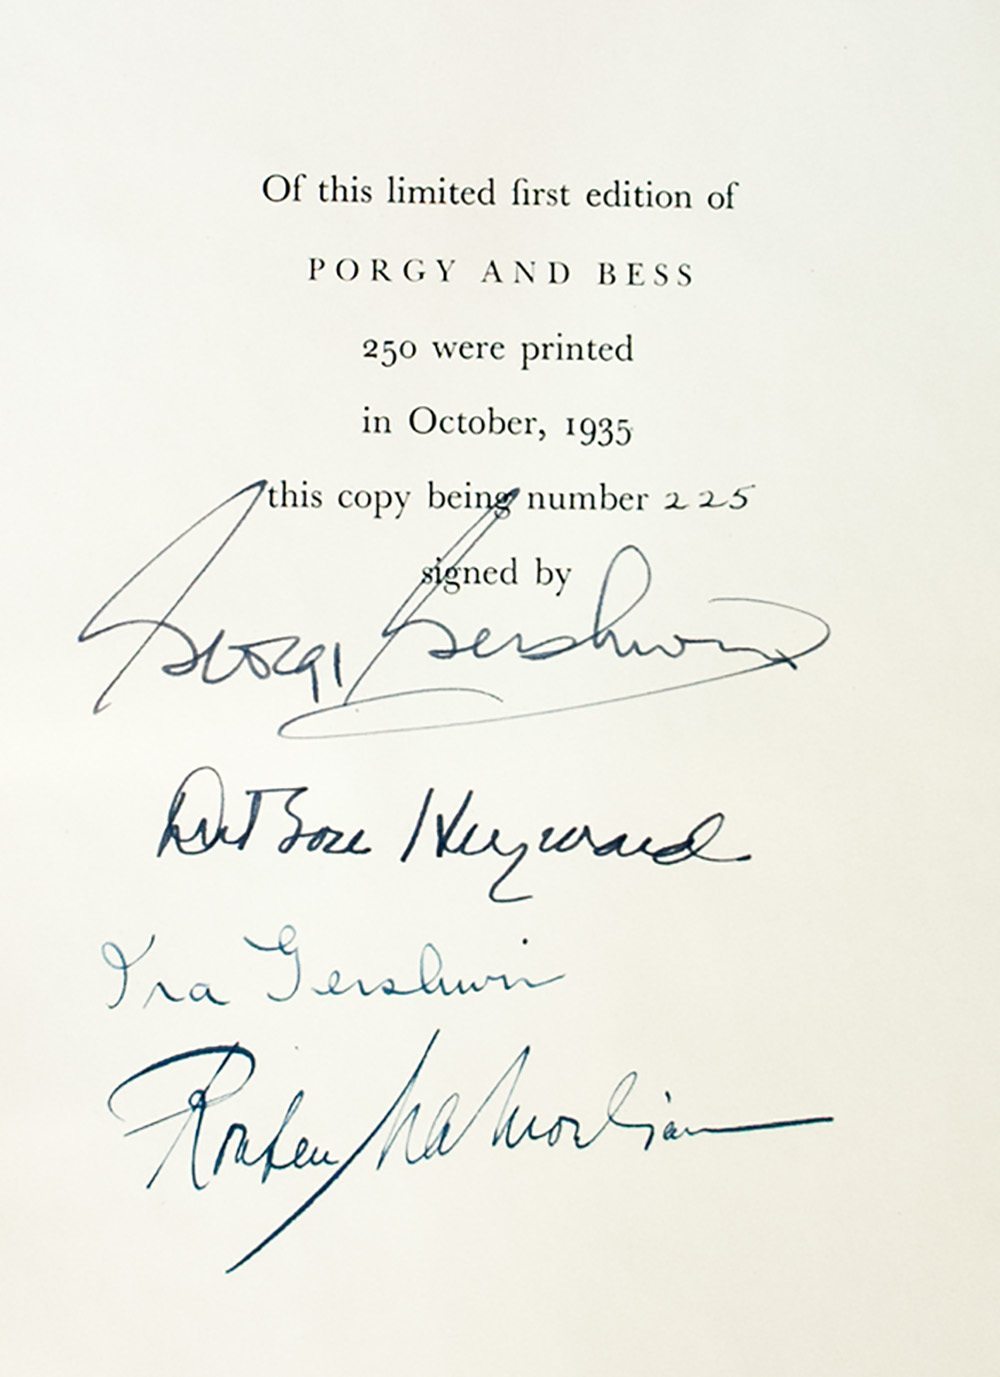 Of this limited first edition of
PORGY AND BESS
250 were printed
in October, 1935
this copy being number 225
signed by
George Gershwin
DuBose Heyward
Ira Gershwin
Rouben Mamoulian